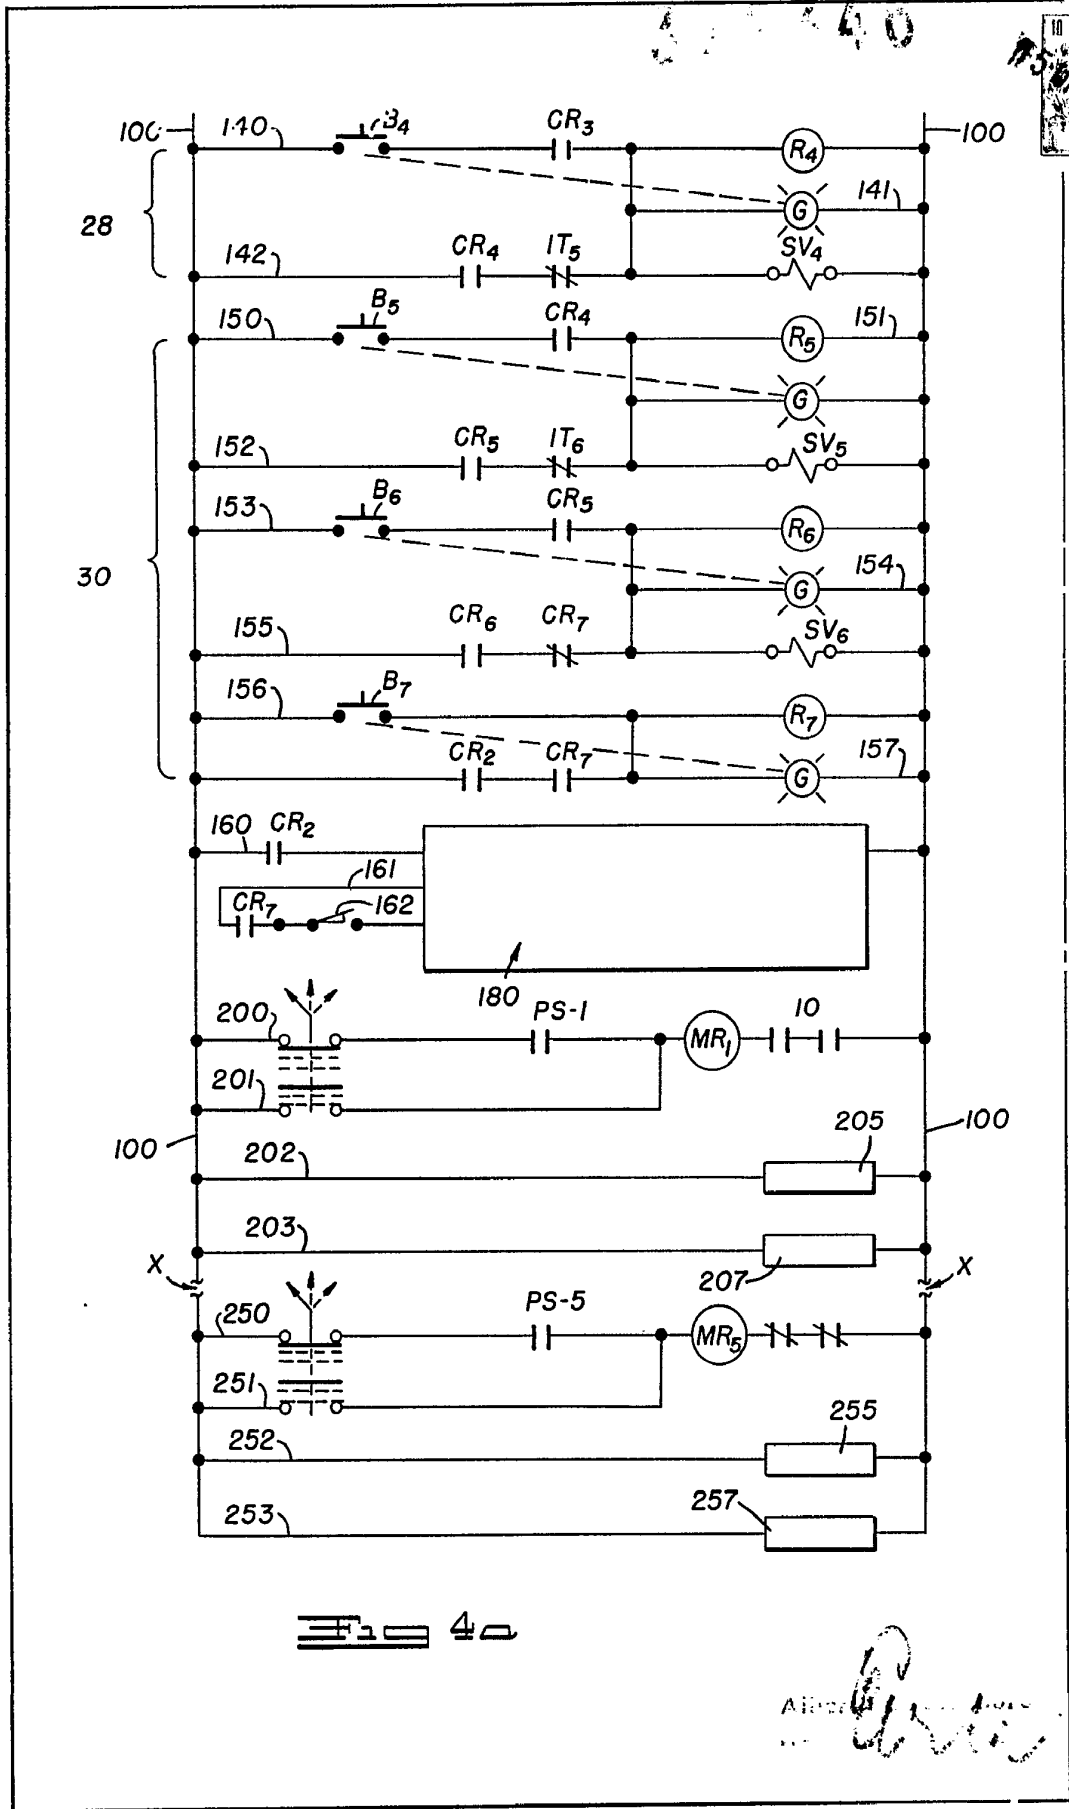 40
100 140 B4 CR3 R4 100
28 G 141
142 CR4 IT5 SV4
150 B5 CR4 R5 151
G
152 CR5 IT6 SV5
153 B6 CR5 R6
30 G 154
155 CR6 CR7 SV6
156 B7 R7
CR2 CR7 G 157
160 CR2
161
CR7 162
180
200 PS-1 MR1 10
201
100 202 205 100
203 207
X X
250 PS-5 MR5
251
252 255
253 257
Fig 4a